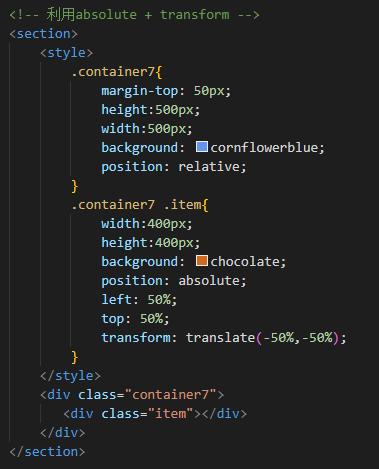 <!-- 利用absolute + transform -->
<section>
    <style>
        .container7{
            margin-top: 50px;
            height:500px;
            width:500px;
            background: cornflowerblue;
            position: relative;
        }
        .container7 .item{
            width:400px;
            height:400px;
            background: chocolate;
            position: absolute;
            left: 50%;
            top: 50%;
            transform: translate(-50%,-50%);
        }
    </style>
    <div class="container7">
       <div class="item"></div>
    </div>
</section>